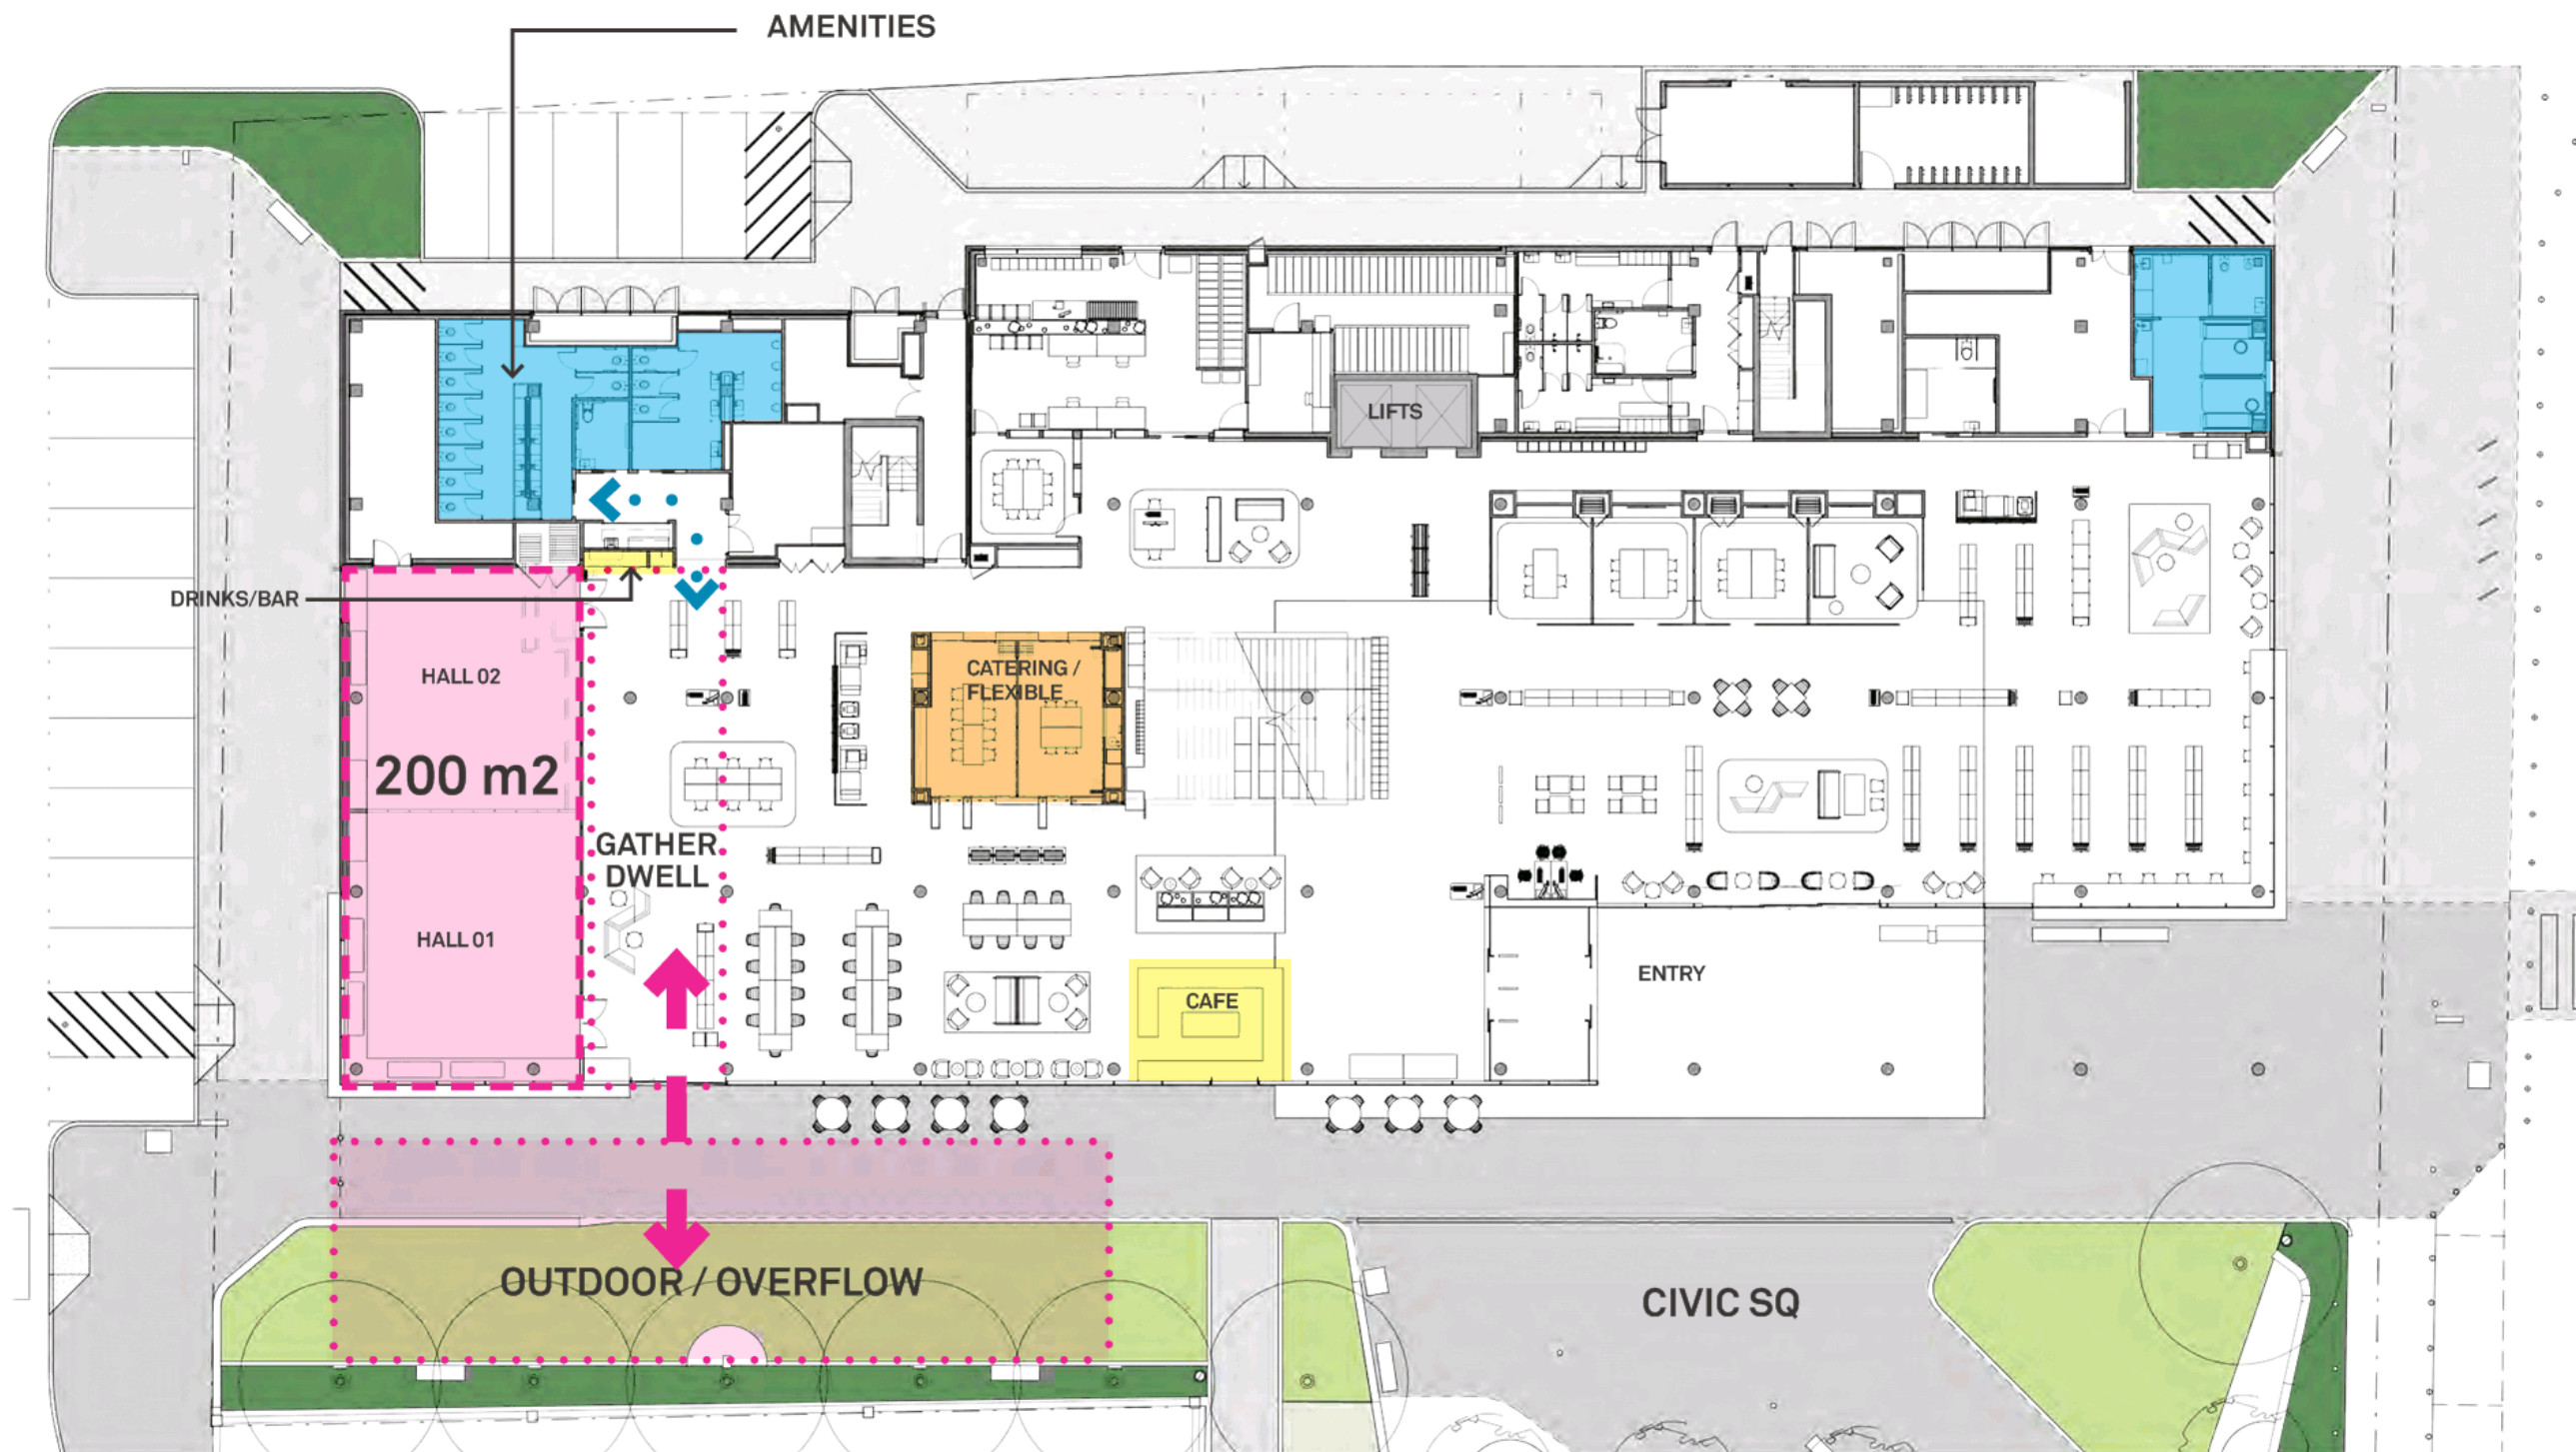 AMENITIES
LIFTS
DRINKS/BAR
HALL 02
CATERING /
FLEXIBLE
200 m2
GATHER
DWELL
HALL 01
ENTRY
CAFE
OUTDOOR / OVERFLOW
CIVIC SQ